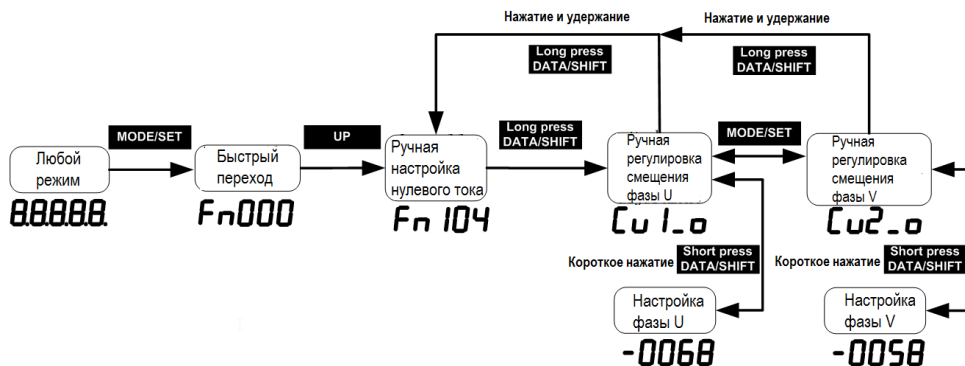 Нажатие и удержание
Нажатие и удержание
Long press
DATA/SHIFT
Long press
DATA/SHIFT
MODE/SET
UP
Long press
DATA/SHIFT
MODE/SET
Любой
режим
Быстрый
переход
Ручная
настройка
нулевого тока
Ручная
регулировка
смещения
фазы U
Ручная
регулировка
смещения
фазы V
8.8.8.8.8.
Fn000
Fn104
Cu1_o
Cu2_o
Короткое нажатие
Short press
DATA/SHIFT
Короткое нажатие
Short press
DATA/SHIFT
Настройка
фазы U
Настройка
фазы V
-0068
-0058